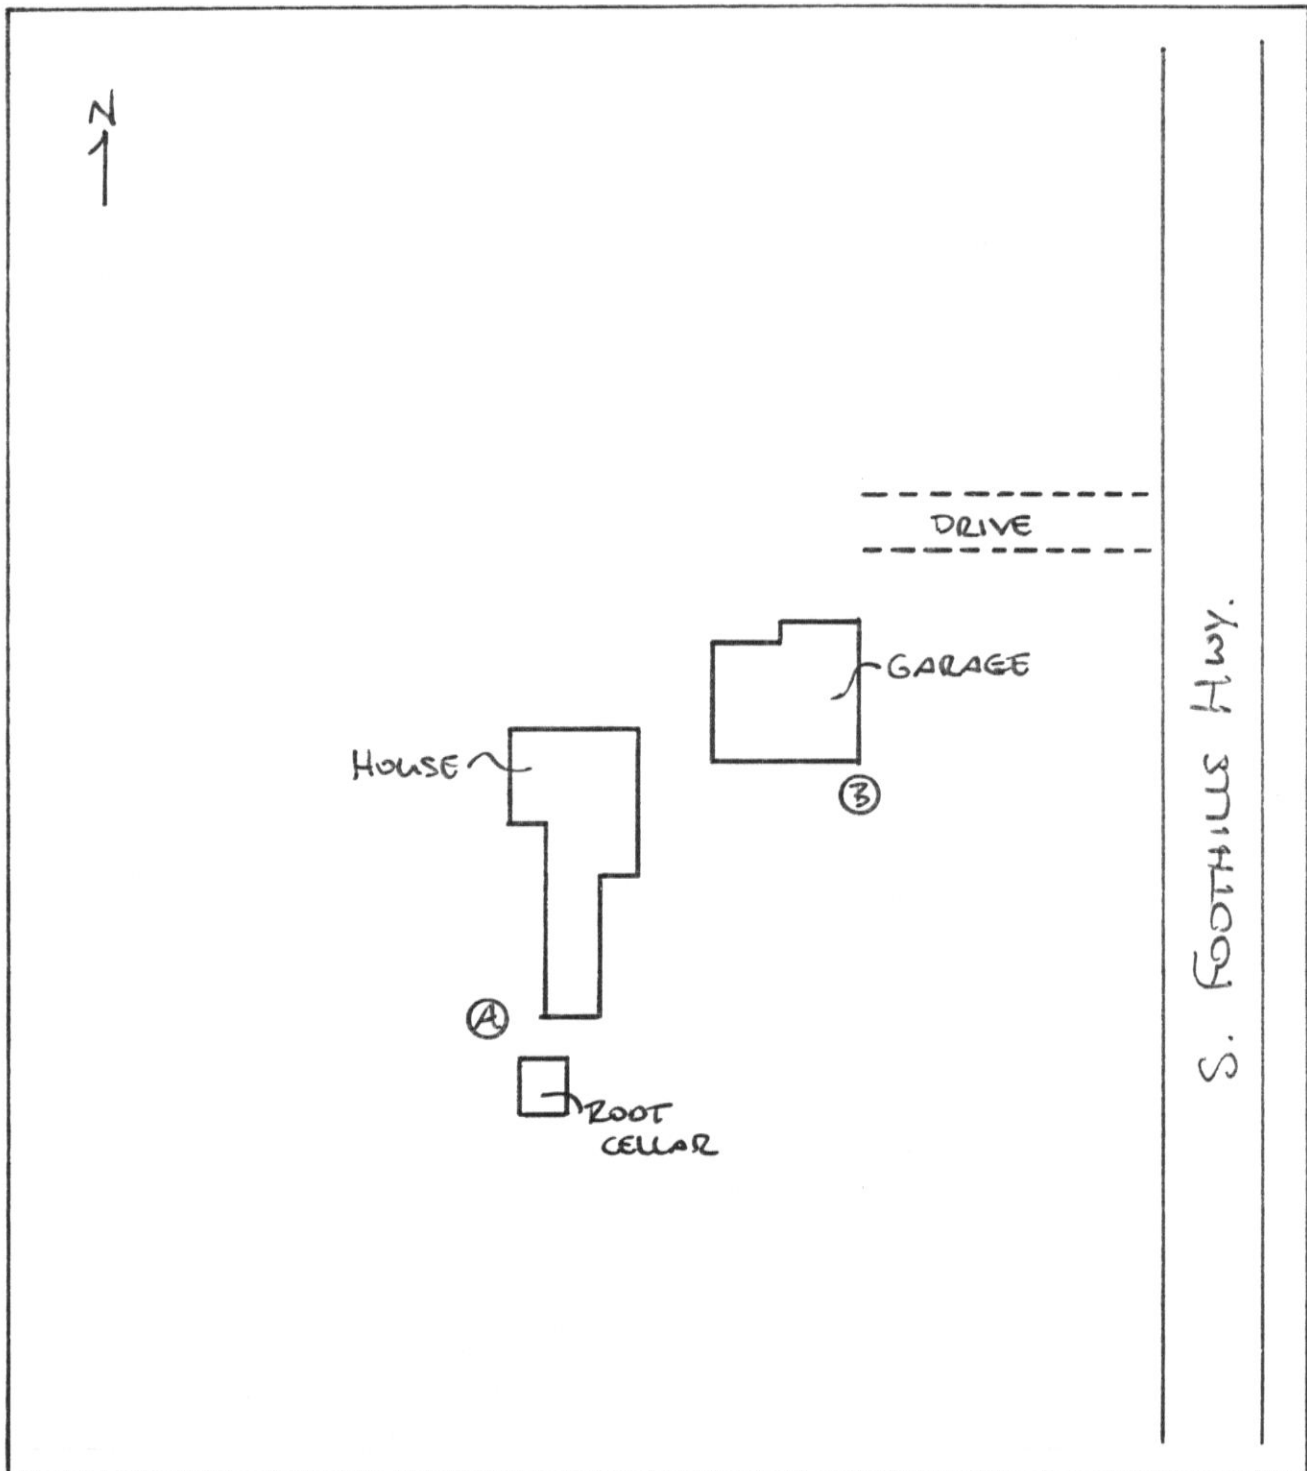 N
DRIVE
GARAGE
HOUSE
B
A
ROOT
CELLAR
S. FOOTHILLS HWY.